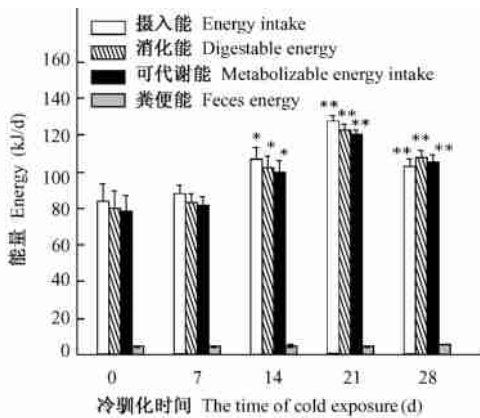 摄入能 Energy intake
消化能 Digestable energy
可代谢能 Metabolizable energy intake
粪便能 Feces energy
能量 Energy (kJ/d)
160
140
120
100
80
60
40
20
0
* * *
** ** **
** ** **
0 7 14 21 28
冷驯化时间 The time of cold exposure (d)